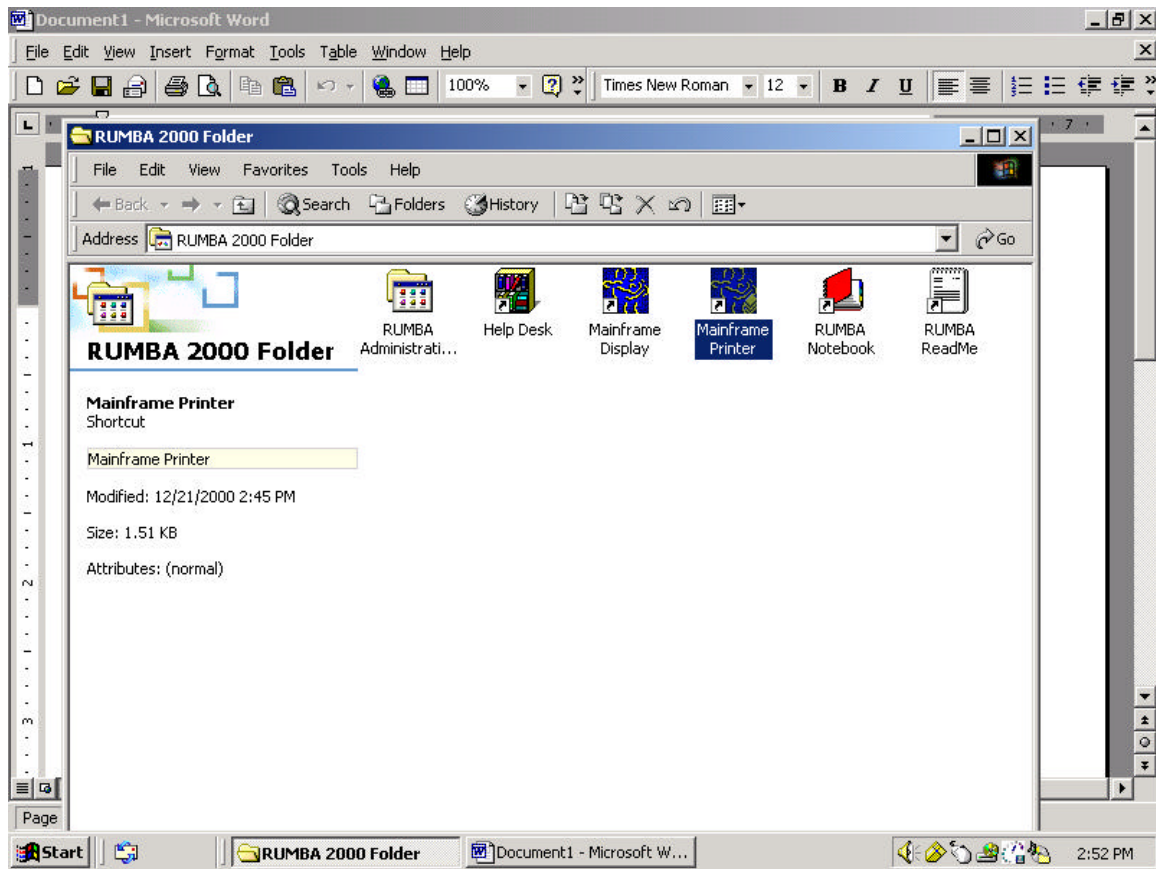 Document1 - Microsoft Word
File Edit View Insert Format Tools Table Window Help
100% Times New Roman 12 B I U
7
RUMBA 2000 Folder
File Edit View Favorites Tools Help
Back Search Folders History
Address RUMBA 2000 Folder Go
RUMBA 2000 Folder
RUMBA Administrati...
Help Desk
Mainframe Display
Mainframe Printer
RUMBA Notebook
RUMBA ReadMe
Mainframe Printer
Shortcut
Mainframe Printer
Modified: 12/21/2000 2:45 PM
Size: 1.51 KB
Attributes: (normal)
1
2
3
Page
Start RUMBA 2000 Folder Document1 - Microsoft W... 2:52 PM